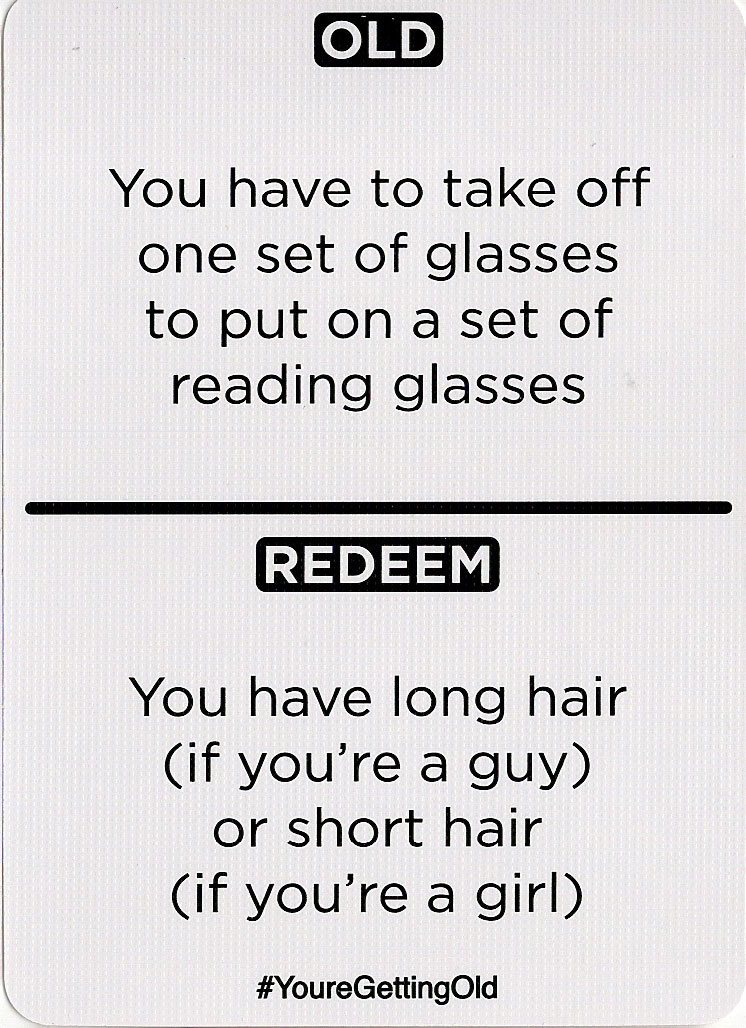 OLD
You have to take off
one set of glasses
to put on a set of
reading glasses
REDEEM
You have long hair
(if you’re a guy)
or short hair
(if you’re a girl)
#YoureGettingOld